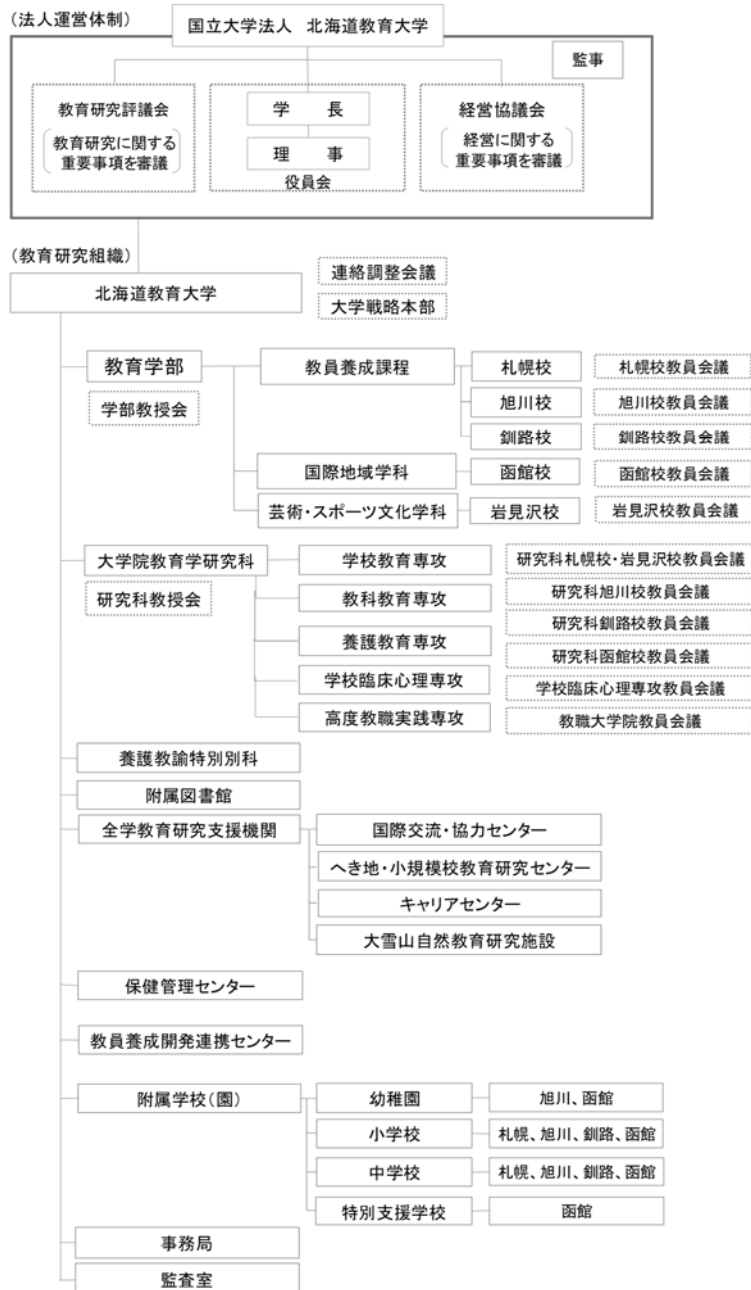 (法人運営体制)
国立大学法人 北海道教育大学
監事
教育研究評議会
教育研究に関する
重要事項を審議
学 長
理 事
役員会
経営協議会
経営に関する
重要事項を審議
(教育研究組織)
北海道教育大学
連絡調整会議
大学戦略本部
教育学部
学部教授会
教員養成課程
札幌校
札幌校教員会議
旭川校
旭川校教員会議
釧路校
釧路校教員会議
国際地域学科
函館校
函館校教員会議
芸術・スポーツ文化学科
岩見沢校
岩見沢校教員会議
大学院教育学研究科
研究科教授会
学校教育専攻
研究科札幌校・岩見沢校教員会議
教科教育専攻
研究科旭川校教員会議
研究科釧路校教員会議
養護教育専攻
研究科函館校教員会議
学校臨床心理専攻
学校臨床心理専攻教員会議
高度教職実践専攻
教職大学院教員会議
養護教諭特別別科
附属図書館
全学教育研究支援機関
国際交流・協力センター
へき地・小規模校教育研究センター
キャリアセンター
大雪山自然教育研究施設
保健管理センター
教員養成開発連携センター
附属学校(園)
幼稚園
旭川、函館
小学校
札幌、旭川、釧路、函館
中学校
札幌、旭川、釧路、函館
特別支援学校
函館
事務局
監査室